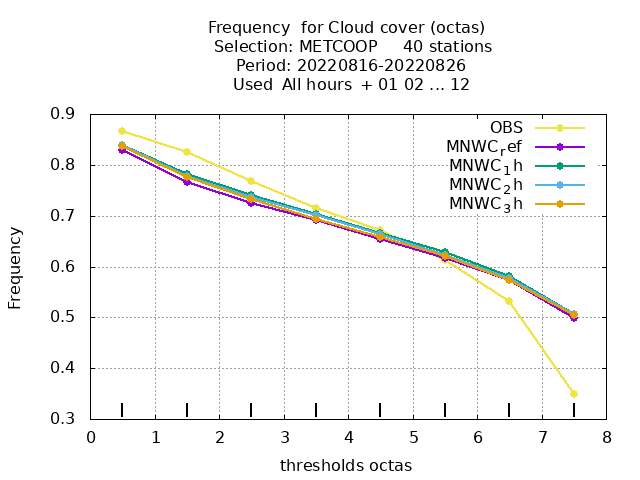 Frequency  for Cloud cover (octas)
Selection: METCOOP     40 stations
Period: 20220816-20220826
Used  All hours  + 01 02 ... 12
OBS
MNWC_ref
MNWC_1h
MNWC_2h
MNWC_3h
0.9
0.8
0.7
0.6
0.5
0.4
0.3
Frequency
0 1 2 3 4 5 6 7 8
thresholds octas